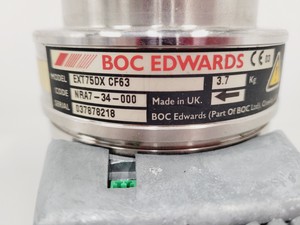 BOC EDWARDS CE
MODEL EXT75DX CF63 3.7 Kg
CODE NRA7-34-000 Made in UK.
SERIAL 037878218 BOC Edwards (Part Of BOC Ltd),